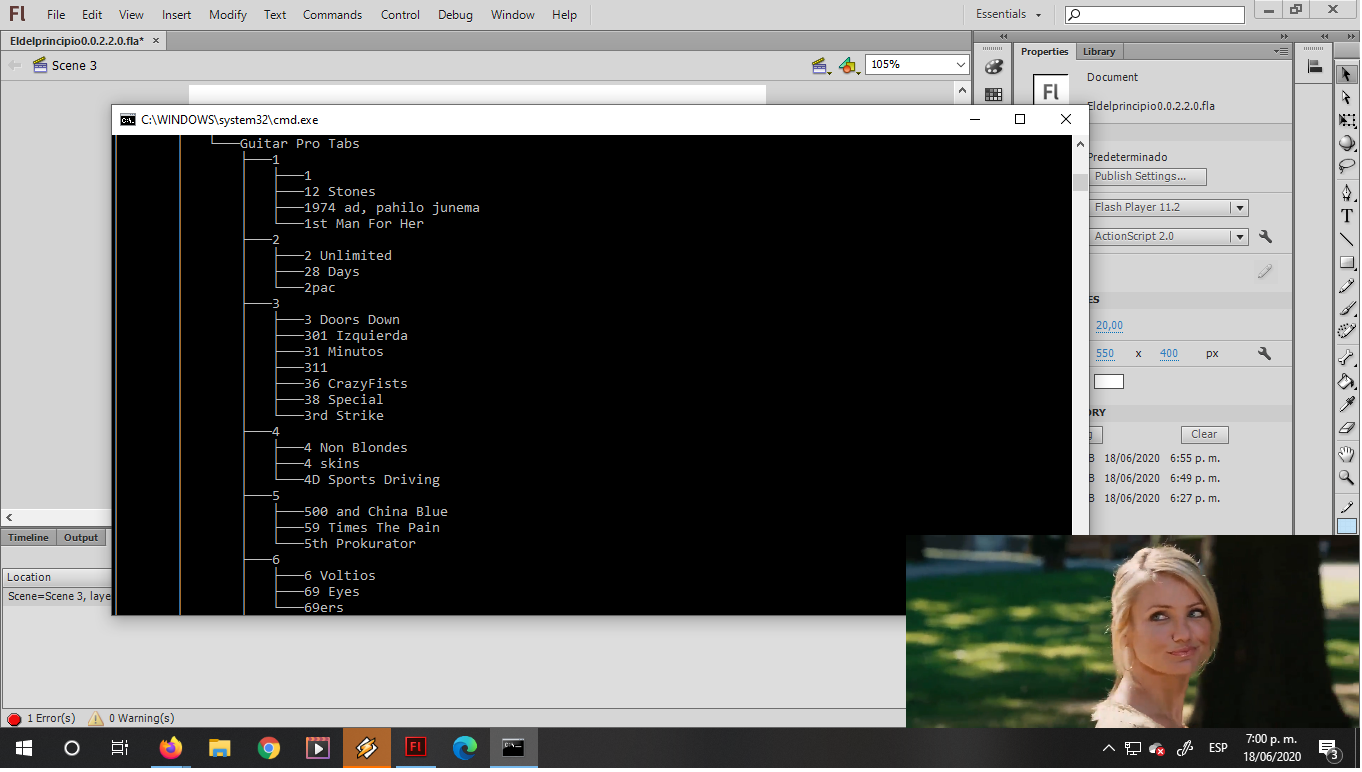 Fl File Edit View Insert Modify Text Commands Control Debug Window Help Essentials
Eldelprincipio0.0.2.2.0.fla* ×
Properties Library
Scene 3 105%
Document
Fl
Eldelprincipio0.0.2.2.0.fla
C:\WINDOWS\system32\cmd.exe
Guitar Pro Tabs
1
1
12 Stones
1974 ad, pahilo junema
1st Man For Her
2
2 Unlimited
28 Days
2pac
3
3 Doors Down
301 Izquierda
31 Minutos
311
36 CrazyFists
38 Special
3rd Strike
4
4 Non Blondes
4 skins
4D Sports Driving
5
500 and China Blue
59 Times The Pain
5th Prokurator
6
6 Voltios
69 Eyes
69ers
Predeterminado
Publish Settings...
Flash Player 11.2
ActionScript 2.0
ES
20,00
550 x 400 px
ORY
g Clear
B 18/06/2020 6:55 p. m.
B 18/06/2020 6:49 p. m.
B 18/06/2020 6:27 p. m.
Timeline Output
Location
Scene=Scene 3, laye
1 Error(s) 0 Warning(s)
Fl
ESP
7:00 p. m.
18/06/2020
3